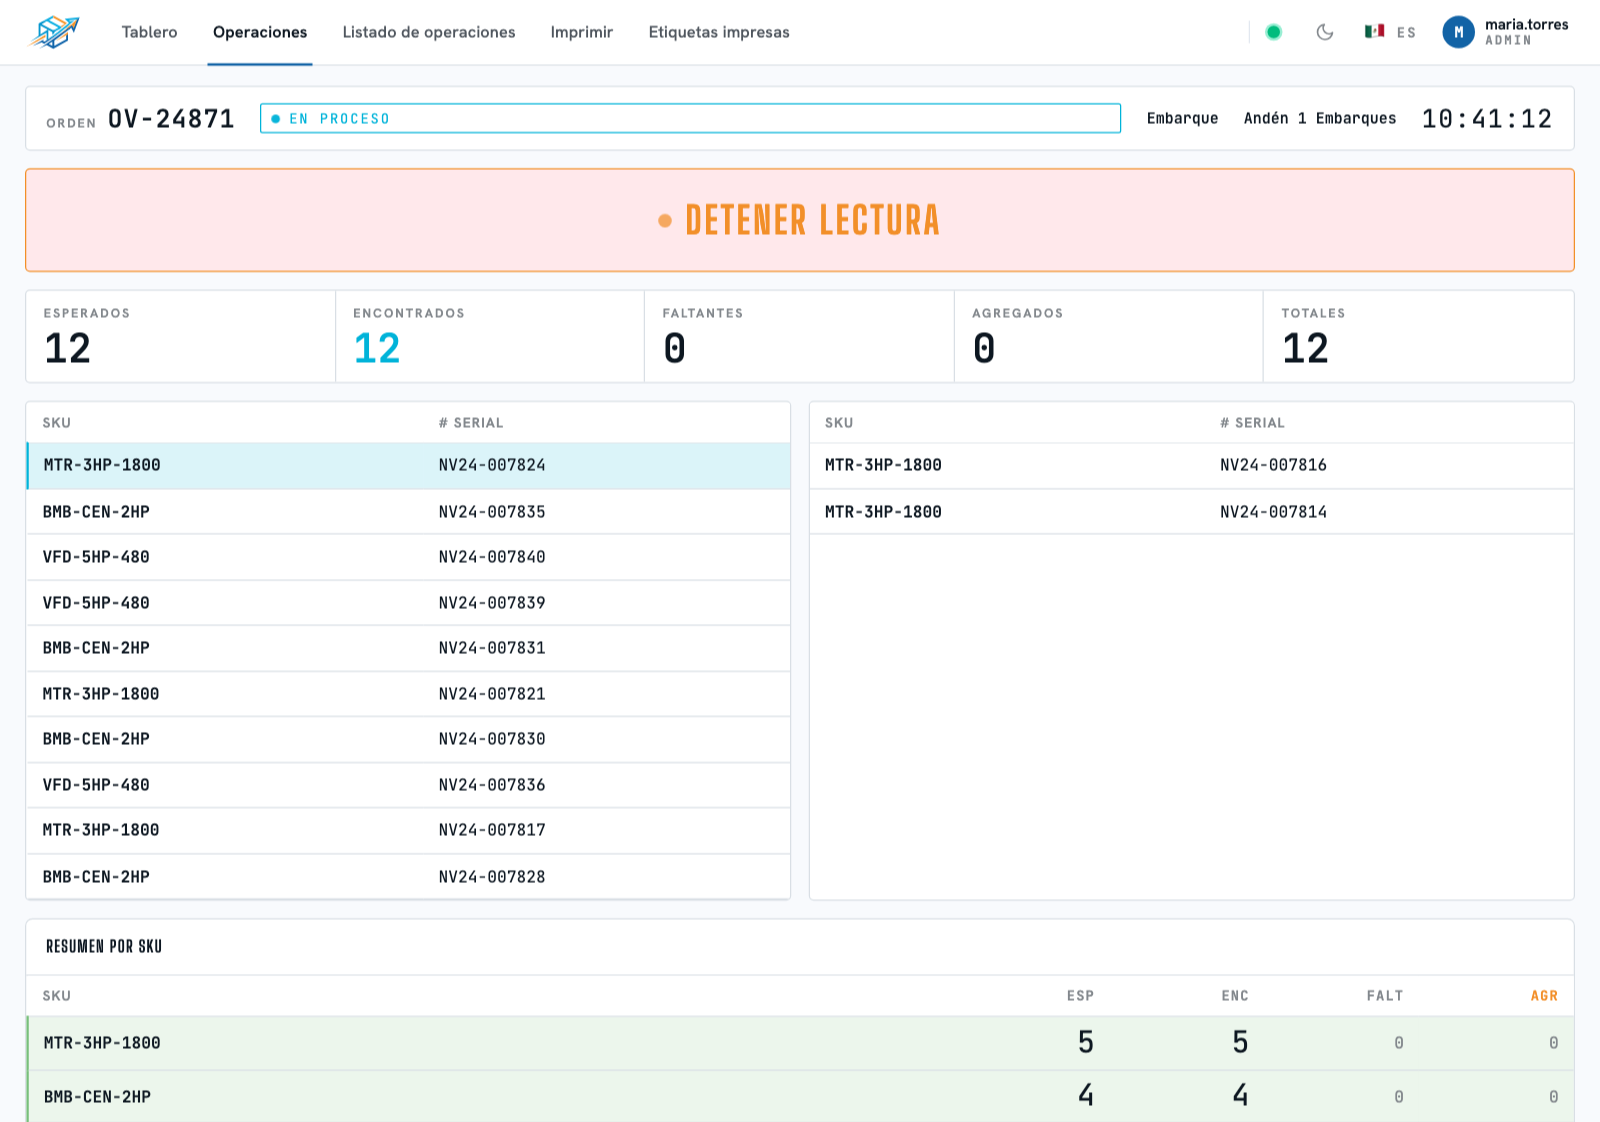 Tablero Operaciones Listado de operaciones Imprimir Etiquetas impresas ES M maria.torres
ADMIN
ORDEN OV-24871 EN PROCESO Embarque Andén 1 Embarques 10:41:12
DETENER LECTURA
ESPERADOS ENCONTRADOS FALTANTES AGREGADOS TOTALES
12 12 0 0 12
SKU # SERIAL
MTR-3HP-1800 NV24-007824
BMB-CEN-2HP NV24-007835
VFD-5HP-480 NV24-007840
VFD-5HP-480 NV24-007839
BMB-CEN-2HP NV24-007831
MTR-3HP-1800 NV24-007821
BMB-CEN-2HP NV24-007830
VFD-5HP-480 NV24-007836
MTR-3HP-1800 NV24-007817
BMB-CEN-2HP NV24-007828
SKU # SERIAL
MTR-3HP-1800 NV24-007816
MTR-3HP-1800 NV24-007814
RESUMEN POR SKU
SKU ESP ENC FALT AGR
MTR-3HP-1800 5 5 0 0
BMB-CEN-2HP 4 4 0 0